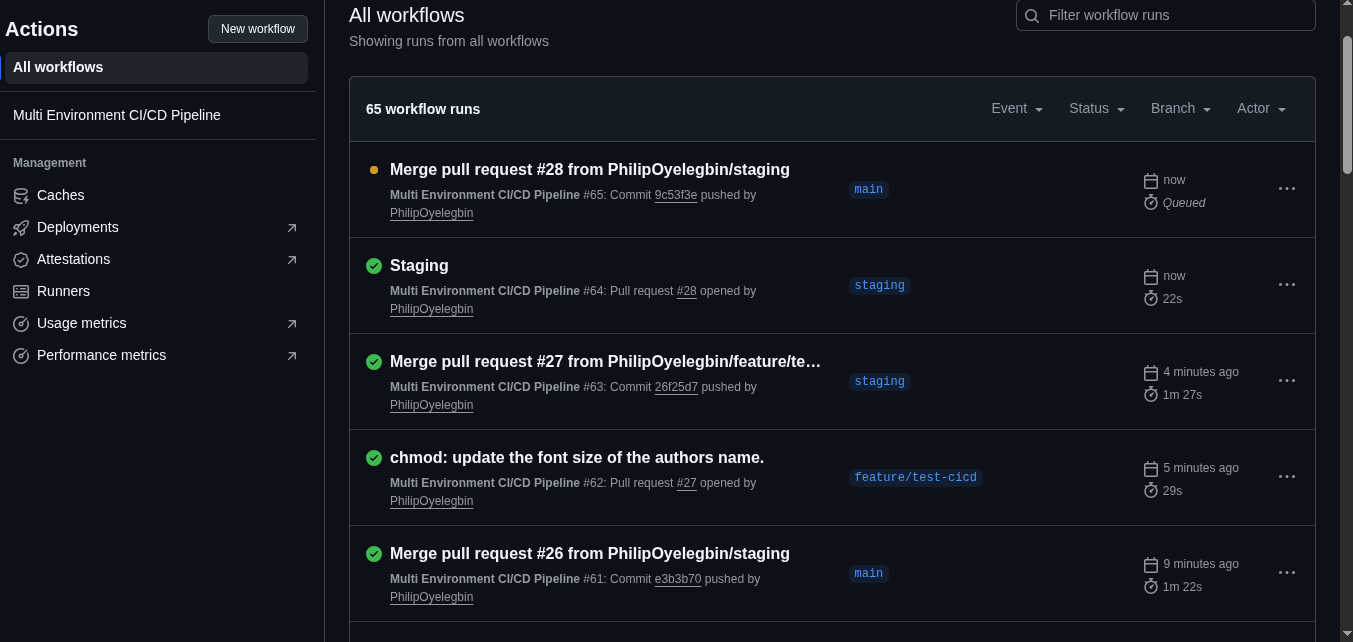 Actions
New workflow
All workflows
Multi Environment CI/CD Pipeline
Management
Caches
Deployments
Attestations
Runners
Usage metrics
Performance metrics
All workflows
Showing runs from all workflows
Filter workflow runs
65 workflow runs
Event
Status
Branch
Actor
Merge pull request #28 from PhilipOyelegbin/staging
Multi Environment CI/CD Pipeline #65: Commit 9c53f3e pushed by
PhilipOyelegbin
main
now
Queued
Staging
Multi Environment CI/CD Pipeline #64: Pull request #28 opened by
PhilipOyelegbin
staging
now
22s
Merge pull request #27 from PhilipOyelegbin/feature/te…
Multi Environment CI/CD Pipeline #63: Commit 26f25d7 pushed by
PhilipOyelegbin
staging
4 minutes ago
1m 27s
chmod: update the font size of the authors name.
Multi Environment CI/CD Pipeline #62: Pull request #27 opened by
PhilipOyelegbin
feature/test-cicd
5 minutes ago
29s
Merge pull request #26 from PhilipOyelegbin/staging
Multi Environment CI/CD Pipeline #61: Commit e3b3b70 pushed by
PhilipOyelegbin
main
9 minutes ago
1m 22s